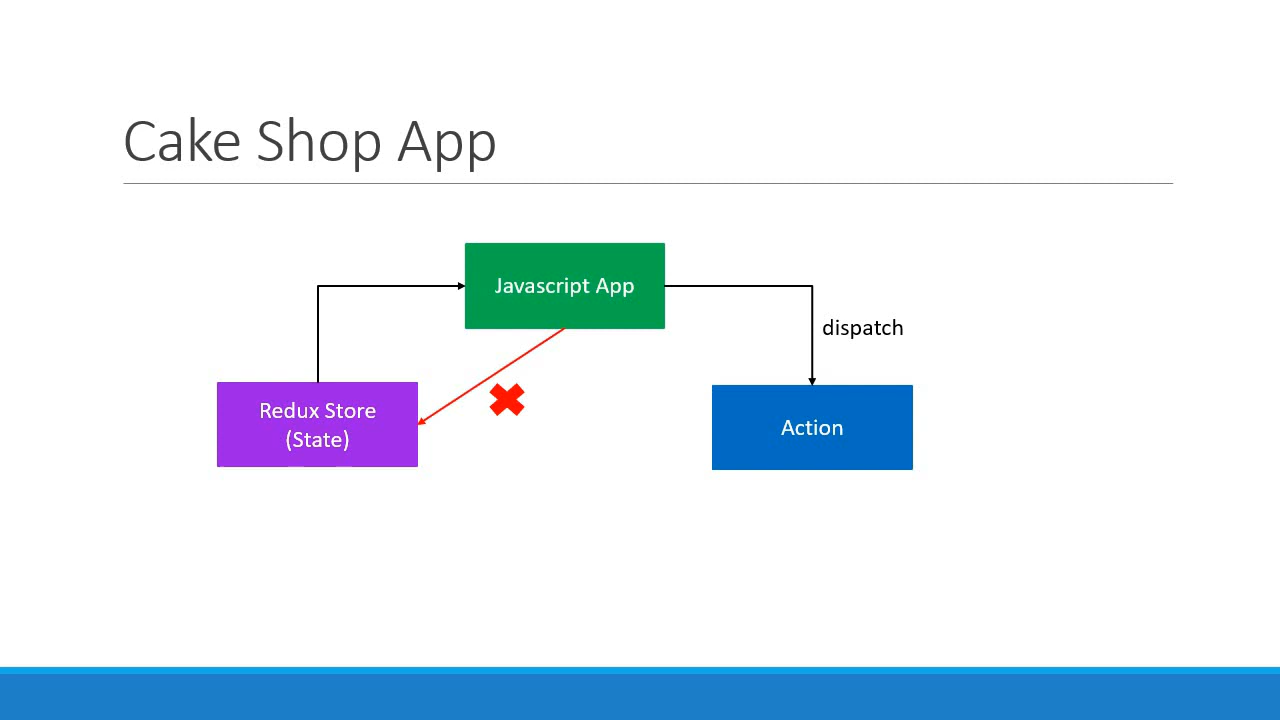 Cake Shop App
Javascript App
dispatch
Redux Store
(State)
Action